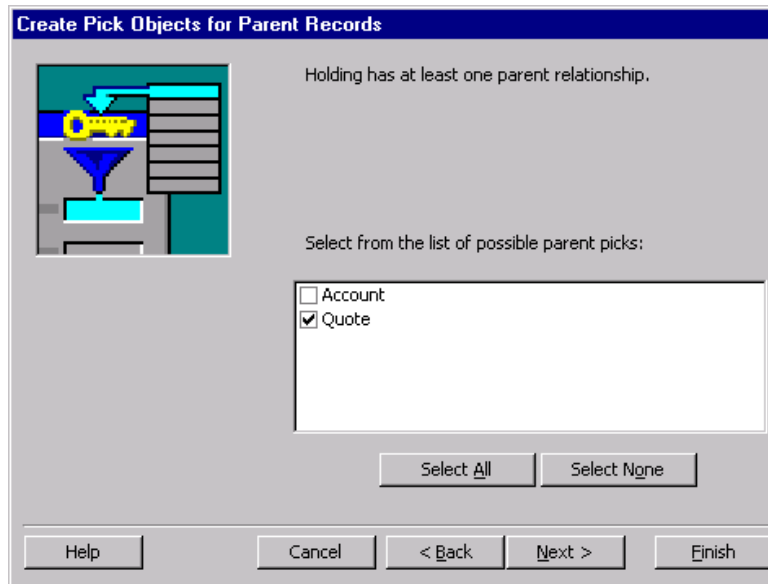 Create Pick Objects for Parent Records
Holding has at least one parent relationship.
Select from the list of possible parent picks:
Account
Quote
Select All
Select None
Help
Cancel
< Back
Next >
Finish